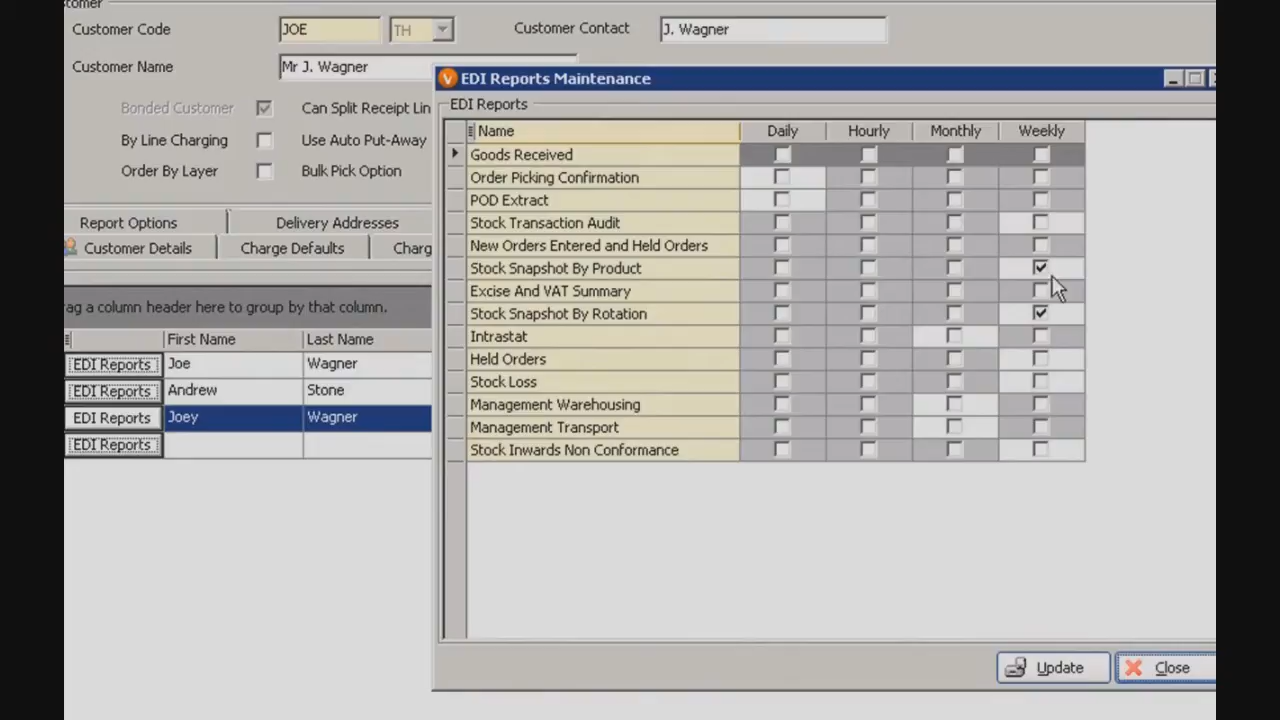 stomer
Customer Code JOE TH Customer Contact J. Wagner
Customer Name Mr J. Wagner
Bonded Customer Can Split Receipt Lin
By Line Charging Use Auto Put-Away
Order By Layer Bulk Pick Option
Report Options Delivery Addresses
Customer Details Charge Defaults Charg
rag a column header here to group by that column.
First Name Last Name
EDI Reports Joe Wagner
EDI Reports Andrew Stone
EDI Reports Joey Wagner
EDI Reports
V EDI Reports Maintenance
EDI Reports
Name Daily Hourly Monthly Weekly
Goods Received
Order Picking Confirmation
POD Extract
Stock Transaction Audit
New Orders Entered and Held Orders
Stock Snapshot By Product
Excise And VAT Summary
Stock Snapshot By Rotation
Intrastat
Held Orders
Stock Loss
Management Warehousing
Management Transport
Stock Inwards Non Conformance
Update Close